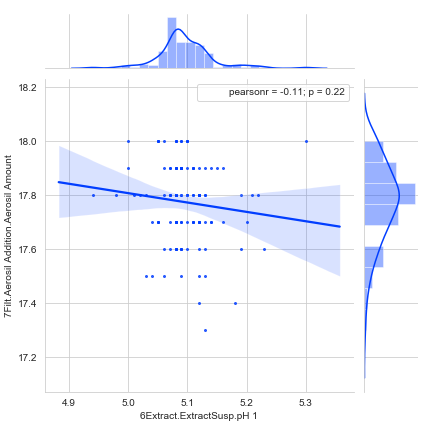 pearsonr = -0.11; p = 0.22
18.2
18.0
17.8
17.6
17.4
17.2
7Filt.Aerosil Addition.Aerosil Amount
4.9 5.0 5.1 5.2 5.3
6Extract.ExtractSusp.pH 1